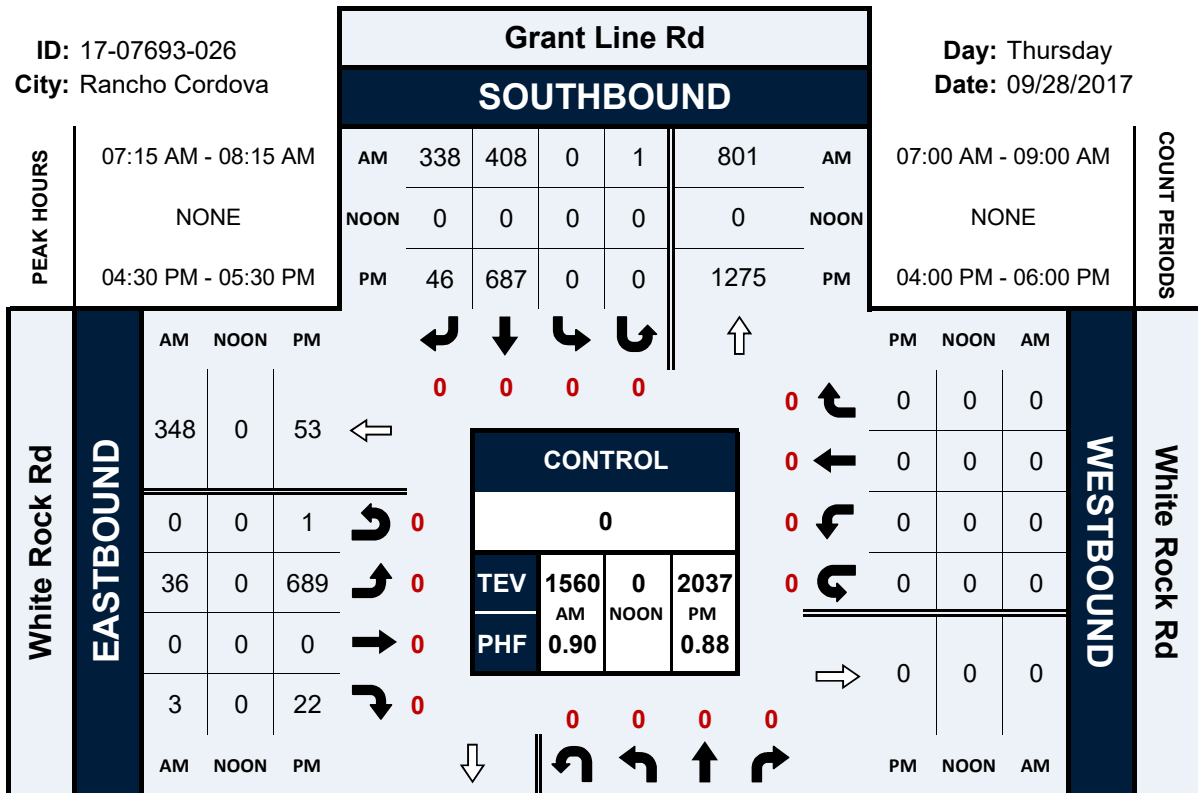 Grant Line Rd
ID: 17-07693-026
City: Rancho Cordova
Day: Thursday
Date: 09/28/2017
SOUTHBOUND
PEAK HOURS
07:15 AM - 08:15 AM
NONE
04:30 PM - 05:30 PM
AM 338 408 0 1 801 AM
NOON 0 0 0 0 0 NOON
PM 46 687 0 0 1275 PM
07:00 AM - 09:00 AM
NONE
04:00 PM - 06:00 PM
COUNT PERIODS
0 0 0 0
White Rock Rd
EASTBOUND
AM NOON PM
348 0 53
0 0 1 0
36 0 689 0
0 0 0 0
3 0 22 0
AM NOON PM
CONTROL
0
TEV 1560 0 2037
AM NOON PM
PHF 0.90 0.88
PM NOON AM
0 0 0 0
0 0 0 0
0 0 0 0
0 0 0 0
0 0 0
PM NOON AM
WESTBOUND
White Rock Rd
0 0 0 0